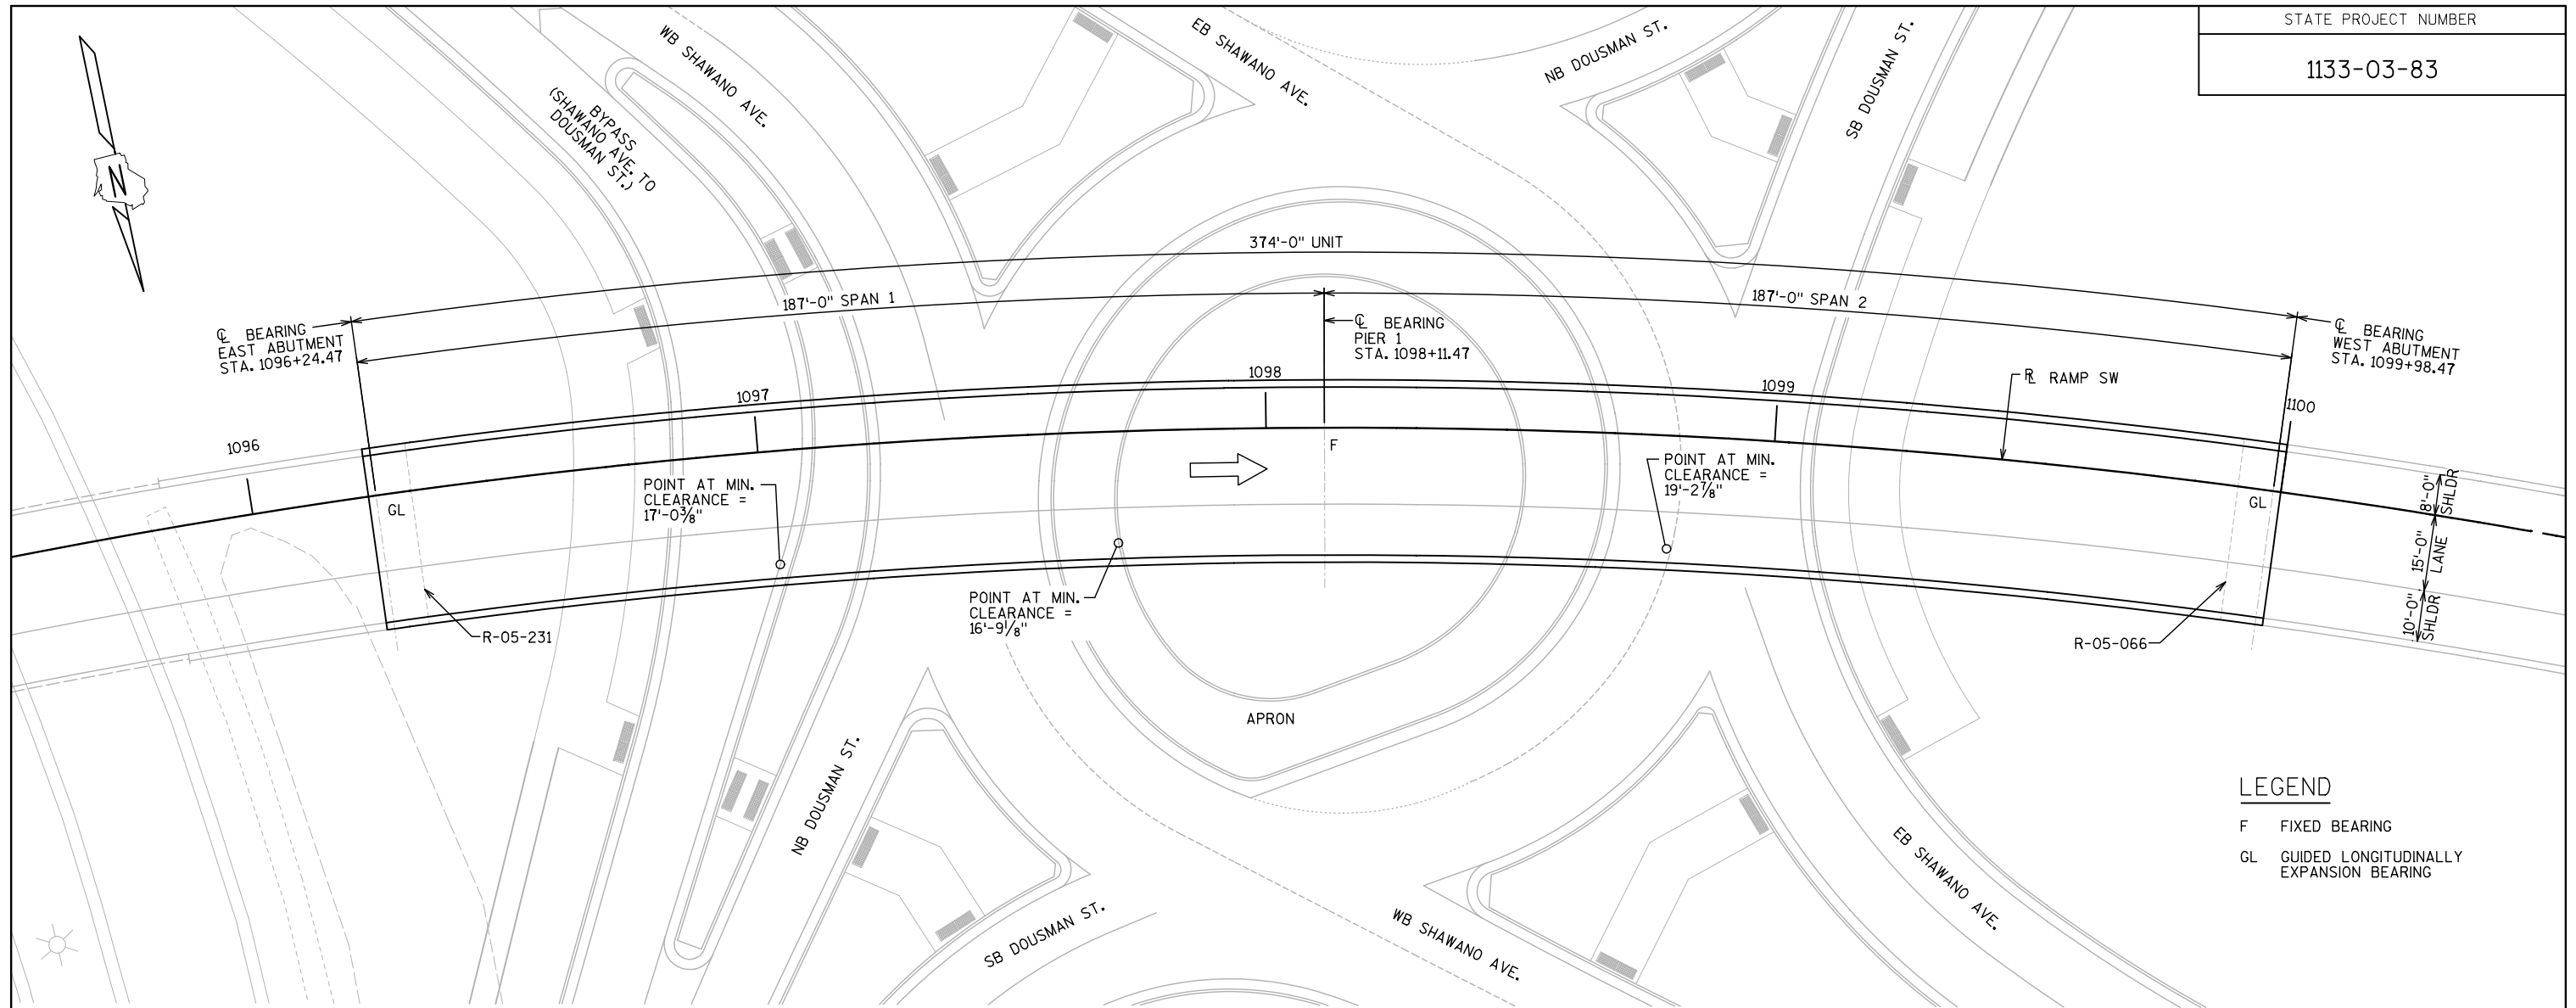 STATE PROJECT NUMBER
1133-03-83
WB SHAWANO AVE.
EB SHAWANO AVE.
NB DOUSMAN ST.
SB DOUSMAN ST.
BYPASS
(SHAWANO AVE. TO
DOUSMAN ST.)
N
374'-0" UNIT
187'-0" SPAN 1
187'-0" SPAN 2
℄ BEARING
EAST ABUTMENT
STA. 1096+24.47
℄ BEARING
PIER 1
STA. 1098+11.47
℄ BEARING
WEST ABUTMENT
STA. 1099+98.47
1096
1097
1098
1099
1100
RL RAMP SW
F
GL
GL
POINT AT MIN.
CLEARANCE =
17'-0⅜"
POINT AT MIN.
CLEARANCE =
19'-2⅞"
POINT AT MIN.
CLEARANCE =
16'-9⅛"
8'-0"
SHLDR
15'-0"
LANE
10'-0"
SHLDR
R-05-231
R-05-066
APRON
NB DOUSMAN ST.
SB DOUSMAN ST.
WB SHAWANO AVE.
EB SHAWANO AVE.
LEGEND
F FIXED BEARING
GL GUIDED LONGITUDINALLY
EXPANSION BEARING